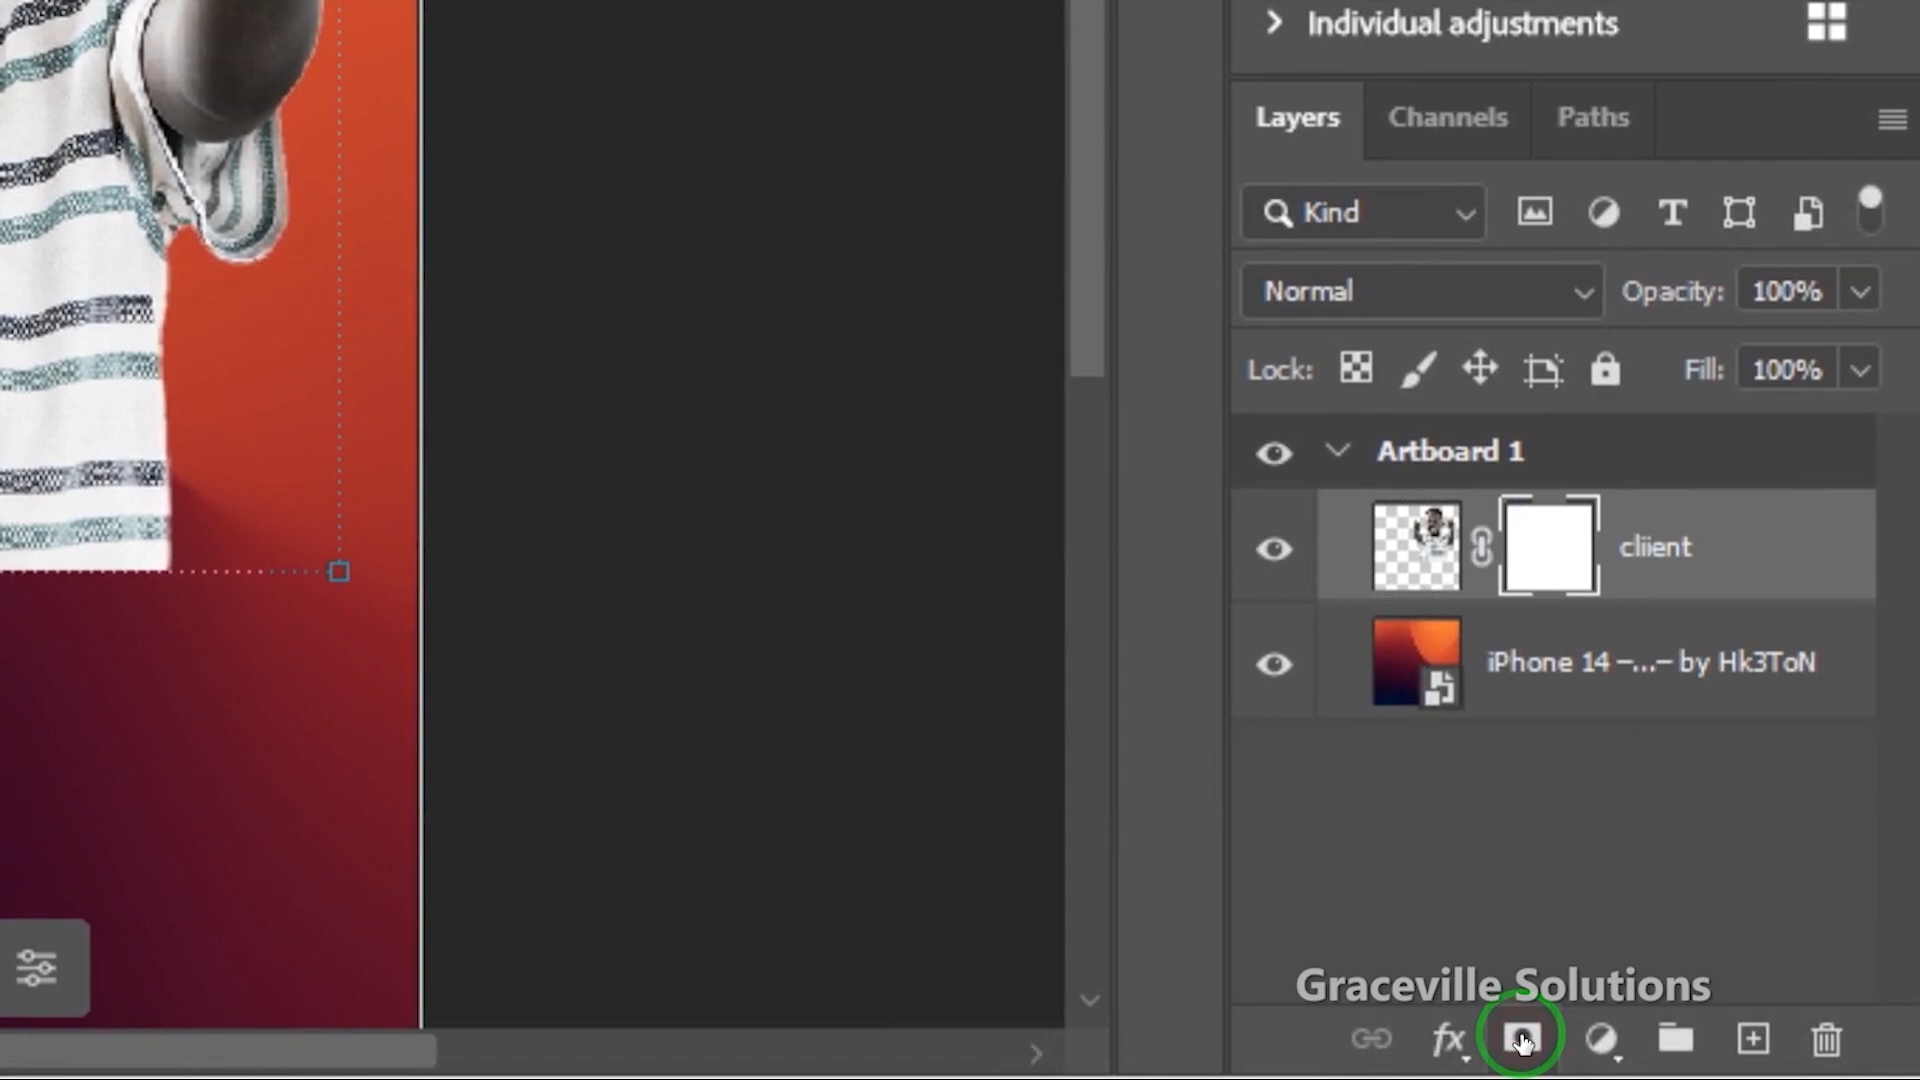 Individual adjustments
Layers Channels Paths
Kind
Normal Opacity: 100%
Lock: Fill: 100%
Artboard 1
cliient
iPhone 14 –...– by Hk3ToN
Graceville Solutions
fx